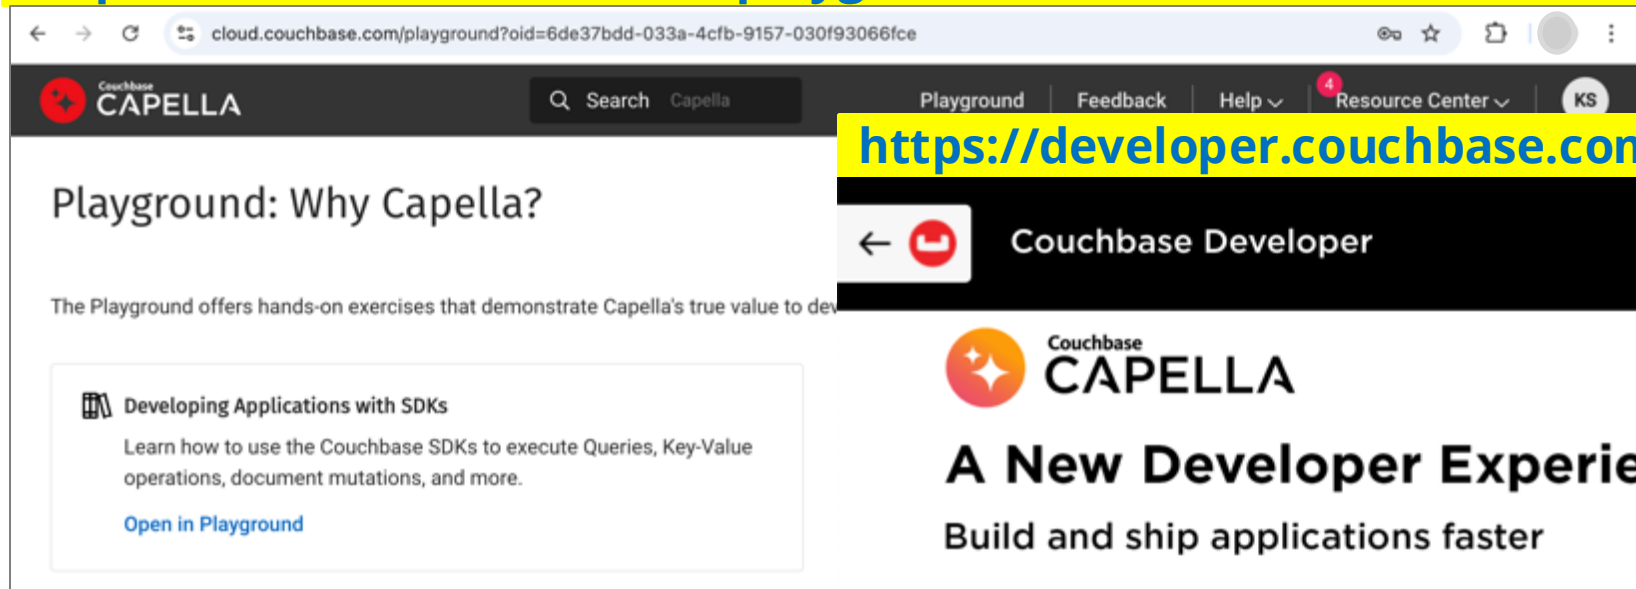 cloud.couchbase.com/playground?oid=6de37bdd-033a-4cfb-9157-030f93066fce
Couchbase
CAPELLA
Search Capella
Playground
Feedback
Help
4
Resource Center
KS
https://developer.couchbase.com
Playground: Why Capella?
Couchbase Developer
The Playground offers hands-on exercises that demonstrate Capella's true value to dev
Couchbase
CAPELLA
Developing Applications with SDKs
Learn how to use the Couchbase SDKs to execute Queries, Key-Value
operations, document mutations, and more.
Open in Playground
A New Developer Experie
Build and ship applications faster